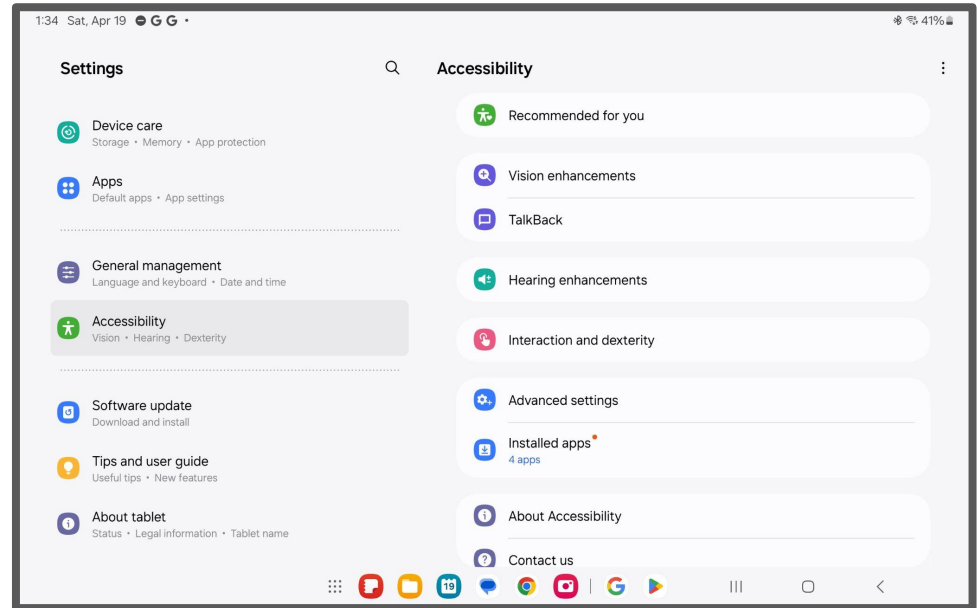 1:34 Sat, Apr 19 G G •
41%
Settings
Device care
Storage • Memory • App protection
Apps
Default apps • App settings
General management
Language and keyboard • Date and time
Accessibility
Vision • Hearing • Dexterity
Software update
Download and install
Tips and user guide
Useful tips • New features
About tablet
Status • Legal information • Tablet name
Accessibility
Recommended for you
Vision enhancements
TalkBack
Hearing enhancements
Interaction and dexterity
Advanced settings
Installed apps
4 apps
About Accessibility
Contact us
19
G